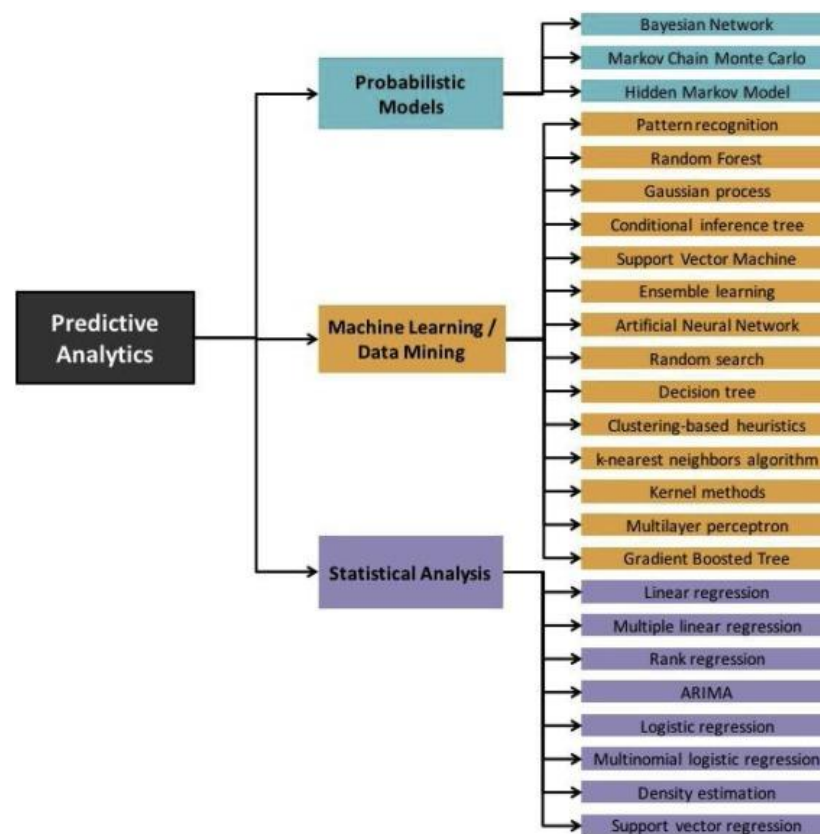 Predictive
Analytics
Probabilistic
Models
Bayesian Network
Markov Chain Monte Carlo
Hidden Markov Model
Machine Learning /
Data Mining
Pattern recognition
Random Forest
Gaussian process
Conditional inference tree
Support Vector Machine
Ensemble learning
Artificial Neural Network
Random search
Decision tree
Clustering-based heuristics
k-nearest neighbors algorithm
Kernel methods
Multilayer perceptron
Gradient Boosted Tree
Statistical Analysis
Linear regression
Multiple linear regression
Rank regression
ARIMA
Logistic regression
Multinomial logistic regression
Density estimation
Support vector regression